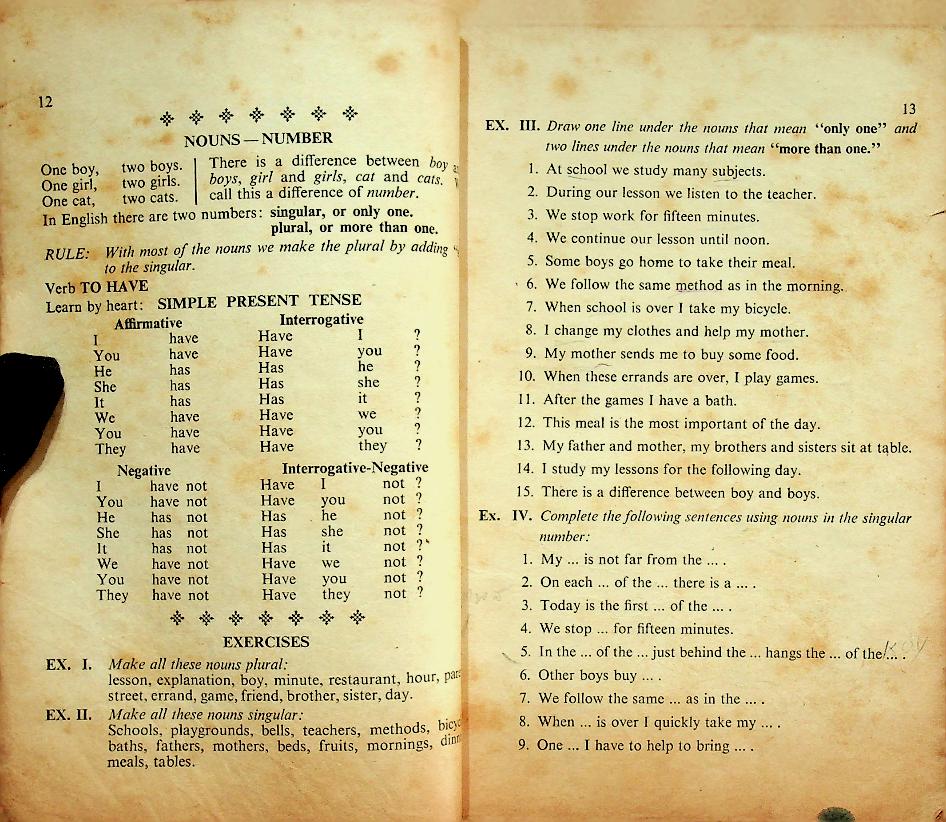 12
NOUNS — NUMBER
One boy, two boys.
One girl, two girls.
One cat, two cats.
There is a difference between boy
boys, girl and girls, cat and cats.
call this a difference of number.
In English there are two numbers: singular, or only one.
plural, or more than one.
RULE: With most of the nouns we make the plural by adding
to the singular.
Verb TO HAVE
Learn by heart: SIMPLE PRESENT TENSE
Affirmative Interrogative
I have Have I ?
You have Have you ?
He has Has he ?
She has Has she ?
It has Has it ?
We have Have we ?
You have Have you ?
They have Have they ?
Negative Interrogative-Negative
I have not Have I not ?
You have not Have you not ?
He has not Has he not ?
She has not Has she not ?
It has not Has it not ?
We have not Have we not ?
You have not Have you not ?
They have not Have they not ?
EXERCISES
EX. I. Make all these nouns plural:
lesson, explanation, boy, minute, restaurant, hour,
street, errand, game, friend, brother, sister, day.
EX. II. Make all these nouns singular:
Schools, playgrounds, bells, teachers, methods,
baths, fathers, mothers, beds, fruits, mornings,
meals, tables.
13
EX. III. Draw one line under the nouns that mean “only one” and
two lines under the nouns that mean “more than one.”
1. At school we study many subjects.
2. During our lesson we listen to the teacher.
3. We stop work for fifteen minutes.
4. We continue our lesson until noon.
5. Some boys go home to take their meal.
6. We follow the same method as in the morning.
7. When school is over I take my bicycle.
8. I change my clothes and help my mother.
9. My mother sends me to buy some food.
10. When these errands are over, I play games.
11. After the games I have a bath.
12. This meal is the most important of the day.
13. My father and mother, my brothers and sisters sit at table.
14. I study my lessons for the following day.
15. There is a difference between boy and boys.
Ex. IV. Complete the following sentences using nouns in the singular
number:
1. My ... is not far from the ... .
2. On each ... of the ... there is a ... .
3. Today is the first ... of the ... .
4. We stop ... for fifteen minutes.
5. In the ... of the ... just behind the ... hangs the ... of the ... .
6. Other boys buy ... .
7. We follow the same ... as in the ... .
8. When ... is over I quickly take my ... .
9. One ... I have to help to bring ... .